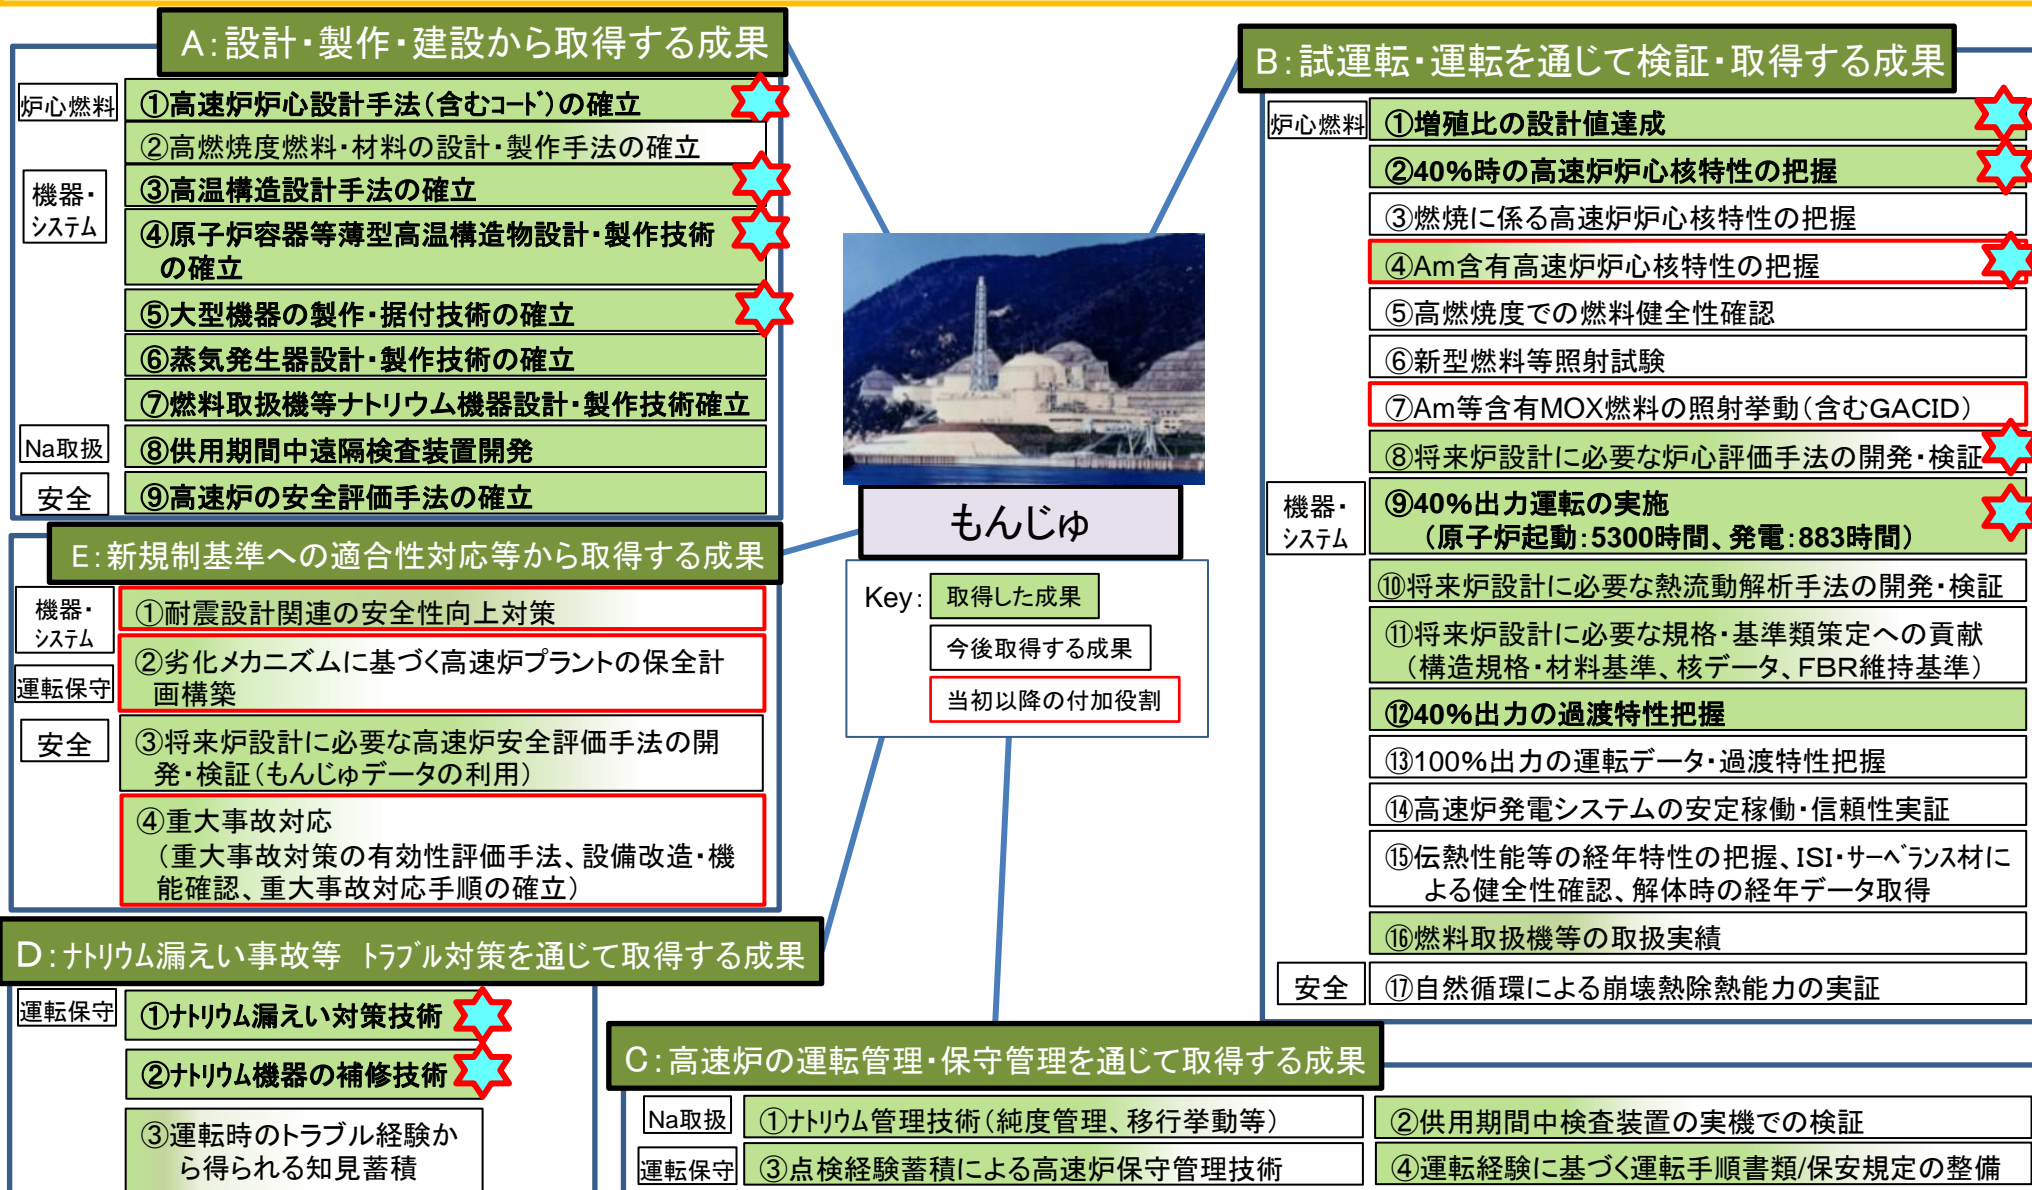 A：設計・製作・建設から取得する成果
炉心燃料
①高速炉炉心設計手法（含むｺｰﾄﾞ）の確立
②高燃焼度燃料・材料の設計・製作手法の確立
機器・
ｼｽﾃﾑ
③高温構造設計手法の確立
④原子炉容器等薄型高温構造物設計・製作技術
の確立
⑤大型機器の製作・据付技術の確立
⑥蒸気発生器設計・製作技術の確立
⑦燃料取扱機等ナトリウム機器設計・製作技術確立
Na取扱
⑧供用期間中遠隔検査装置開発
安全
⑨高速炉の安全評価手法の確立
B：試運転・運転を通じて検証・取得する成果
炉心燃料
①増殖比の設計値達成
②40%時の高速炉炉心核特性の把握
③燃焼に係る高速炉炉心核特性の把握
④Am含有高速炉炉心核特性の把握
⑤高燃焼度での燃料健全性確認
⑥新型燃料等照射試験
⑦Am等含有MOX燃料の照射挙動（含むGACID）
⑧将来炉設計に必要な炉心評価手法の開発・検証
機器・
ｼｽﾃﾑ
⑨40%出力運転の実施
（原子炉起動：5300時間、発電：883時間）
⑩将来炉設計に必要な熱流動解析手法の開発・検証
⑪将来炉設計に必要な規格・基準類策定への貢献
（構造規格・材料基準、核データ、ＦＢＲ維持基準）
⑫40%出力の過渡特性把握
⑬100%出力の運転データ・過渡特性把握
⑭高速炉発電システムの安定稼働・信頼性実証
⑮伝熱性能等の経年特性の把握、ISI・ｻｰﾍﾞﾗﾝｽ材に
よる健全性確認、解体時の経年データ取得
⑯燃料取扱機等の取扱実績
安全
⑰自然循環による崩壊熱除熱能力の実証
もんじゅ
Key：
取得した成果
今後取得する成果
当初以降の付加役割
E：新規制基準への適合性対応等から取得する成果
機器・
ｼｽﾃﾑ
①耐震設計関連の安全性向上対策
運転保守
②劣化メカニズムに基づく高速炉プラントの保全計
画構築
安全
③将来炉設計に必要な高速炉安全評価手法の開
発・検証（もんじゅデータの利用）
④重大事故対応
（重大事故対策の有効性評価手法、設備改造・機
能確認、重大事故対応手順の確立）
D：ﾅﾄﾘｳﾑ漏えい事故等　ﾄﾗﾌﾞﾙ対策を通じて取得する成果
運転保守
①ﾅﾄﾘｳﾑ漏えい対策技術
②ﾅﾄﾘｳﾑ機器の補修技術
③運転時のトラブル経験か
ら得られる知見蓄積
C：高速炉の運転管理・保守管理を通じて取得する成果
Na取扱
①ﾅﾄﾘｳﾑ管理技術（純度管理、移行挙動等）
②供用期間中検査装置の実機での検証
運転保守
③点検経験蓄積による高速炉保守管理技術
④運転経験に基づく運転手順書類/保安規定の整備